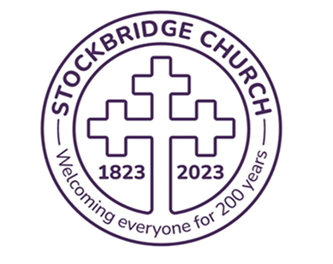 STOCKBRIDGE CHURCH
1823 2023
Welcoming everyone for 200 years